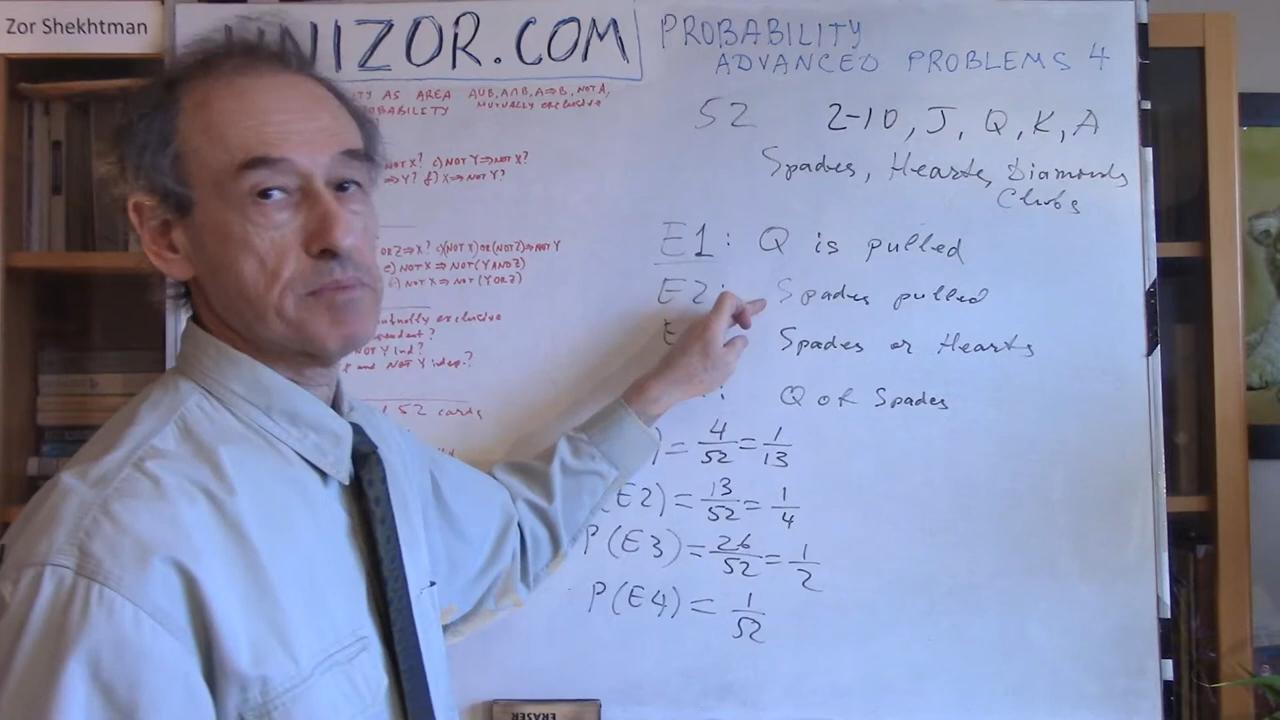 Zor Shekhtman
UNIZOR.COM
PROBABILITY
ADVANCED PROBLEMS 4
AS AREA A∪B, A∩B, A⇒B, NOT A,
MUTUALLY EXCLUSIVE
NOT X? c) NOT Y⇒NOT X?
⇒Y? f) X⇒NOT Y?
OR Z⇒X? c) (NOT X) OR (NOT Z)⇒NOT Y
c) NOT X⇒ NOT (Y AND Z)
NOT X⇒ NOT (Y OR Z)
exclusive
NOT Y ind?
and NOT Y indep.?
52 cards
52 2-10, J, Q, K, A
Spades, Hearts, Diamonds
Clubs
E1: Q is pulled
E2: Spades pulled
E Spades or Hearts
: Q of Spades
) = 4/52 = 1/13
(E2) = 13/52 = 1/4
P(E3) = 26/52 = 1/2
P(E4) = 1/52
ERASER